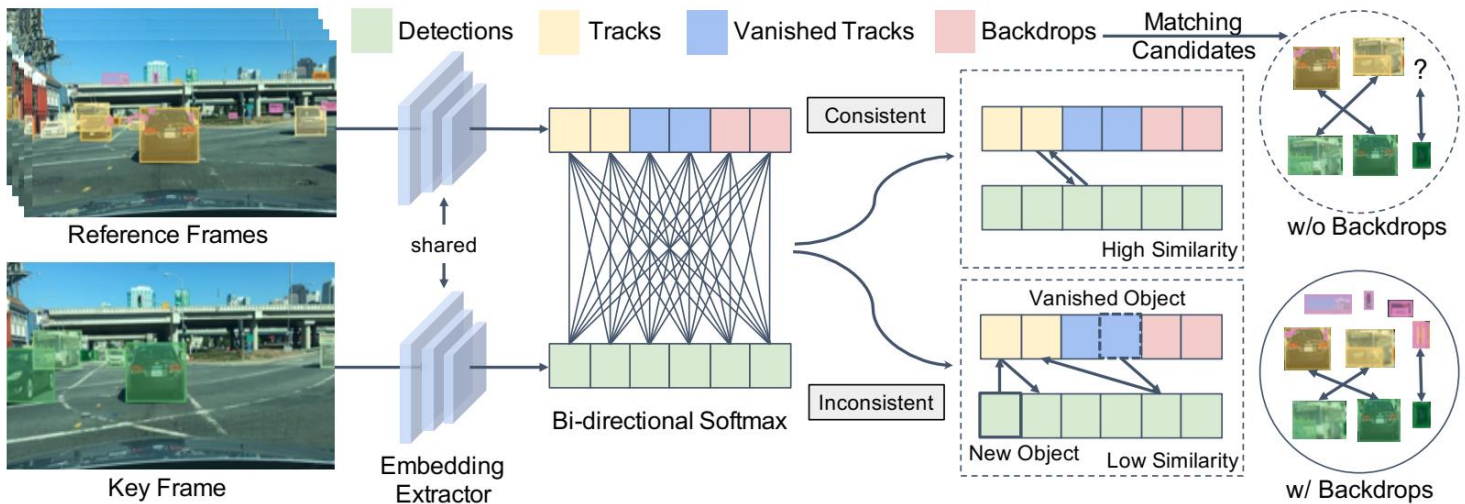 Detections
Tracks
Vanished Tracks
Backdrops
Matching
Candidates
?
w/o Backdrops
Reference Frames
shared
Consistent
High Similarity
Key Frame
Embedding
Extractor
Bi-directional Softmax
Inconsistent
Vanished Object
New Object
Low Similarity
w/ Backdrops